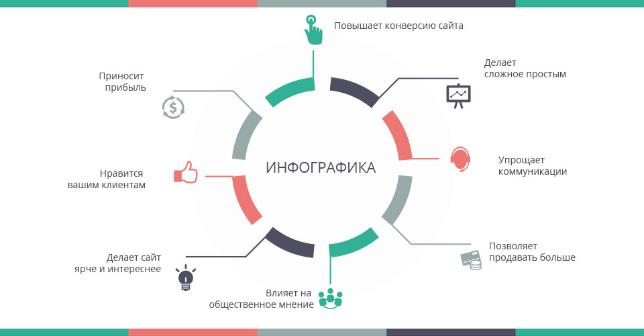 Повышает конверсию сайта
Делает
сложное простым
Приносит
прибыль
$
ИНФОГРАФИКА
Упрощает
коммуникации
Нравится
вашим клиентам
Позволяет
продавать больше
Делает сайт
ярче и интереснее
Влияет на
общественное мнение